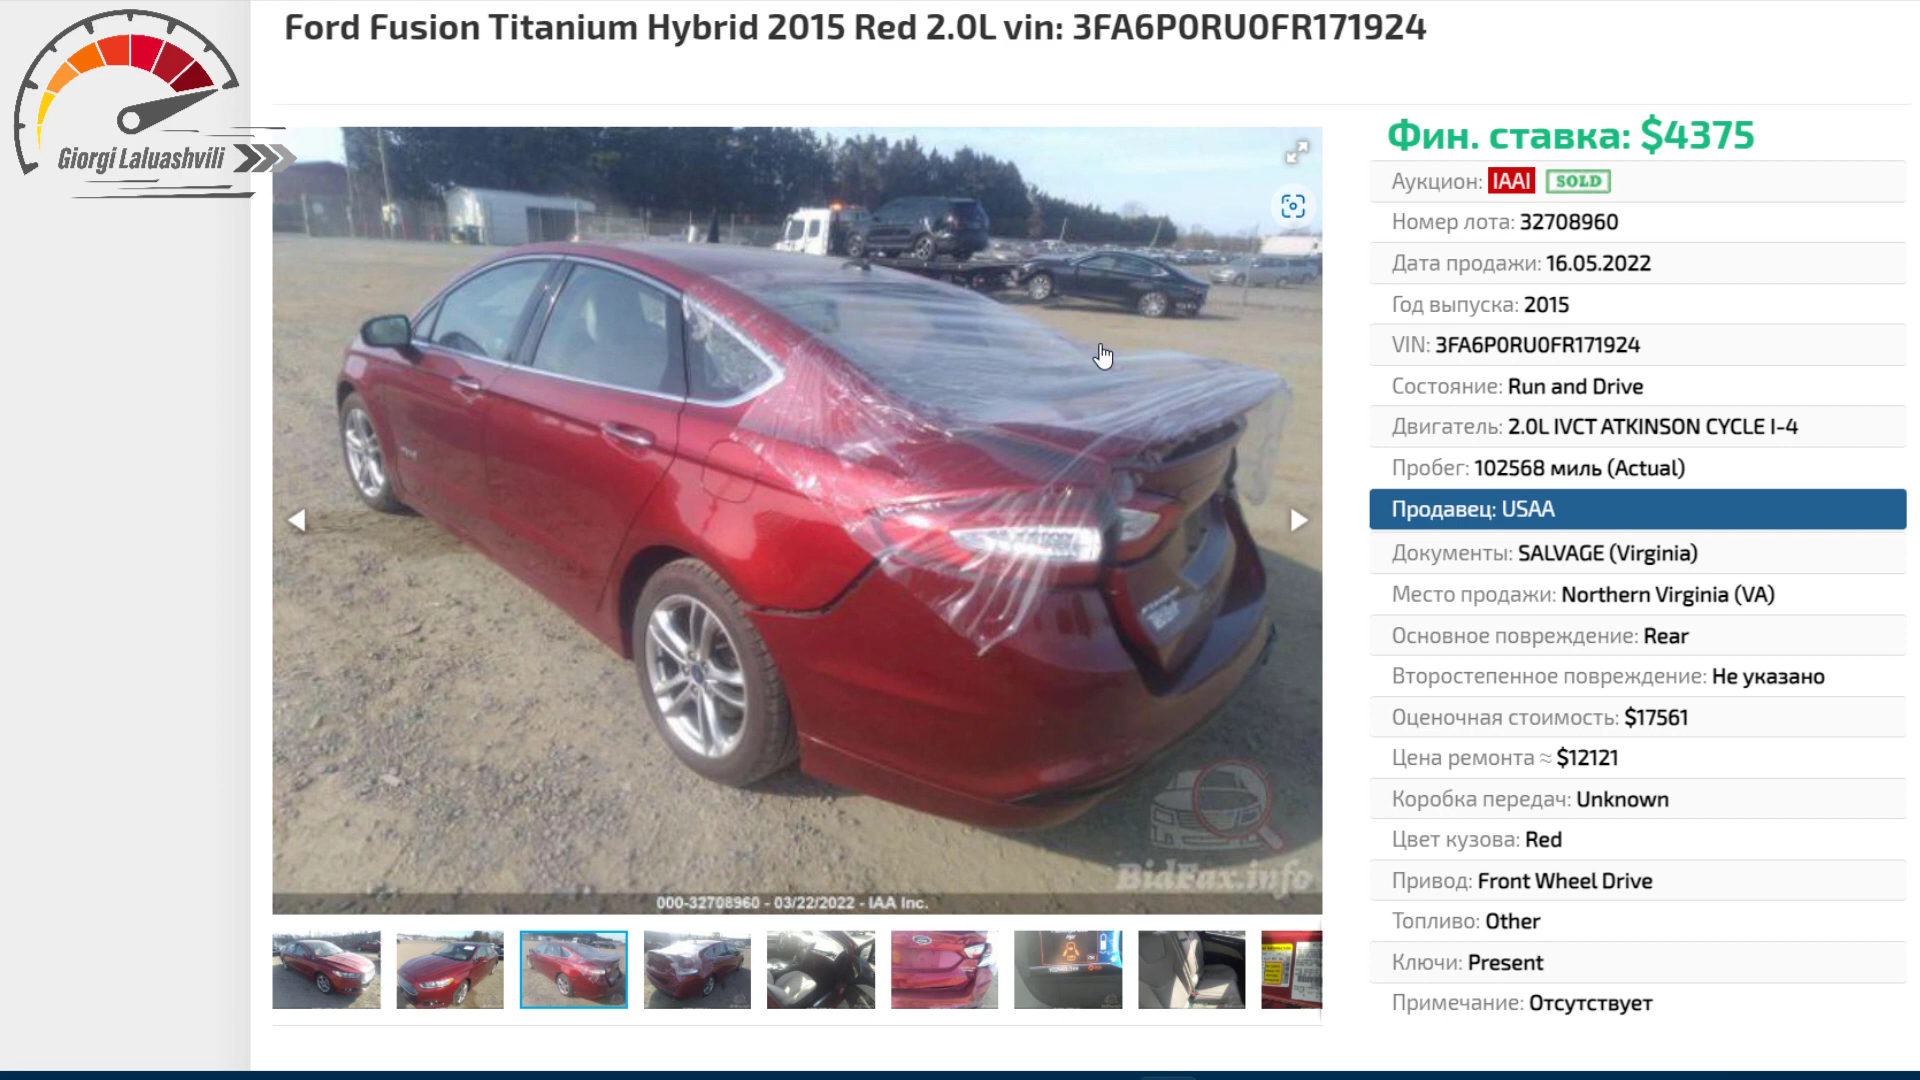 Ford Fusion Titanium Hybrid 2015 Red 2.0L vin: 3FA6P0RU0FR171924
Giorgi Laluashvili
Фин. ставка: $4375
Аукцион: IAAI SOLD
Номер лота: 32708960
Дата продажи: 16.05.2022
Год выпуска: 2015
VIN: 3FA6P0RU0FR171924
Состояние: Run and Drive
Двигатель: 2.0L IVCT ATKINSON CYCLE I-4
Пробег: 102568 миль (Actual)
Продавец: USAA
Документы: SALVAGE (Virginia)
Место продажи: Northern Virginia (VA)
Основное повреждение: Rear
Второстепенное повреждение: Не указано
Оценочная стоимость: $17561
Цена ремонта ≈ $12121
Коробка передач: Unknown
Цвет кузова: Red
Привод: Front Wheel Drive
Топливо: Other
Ключи: Present
Примечание: Отсутствует
BidFax.info
000-32708960 - 03/22/2022 - IAA Inc.